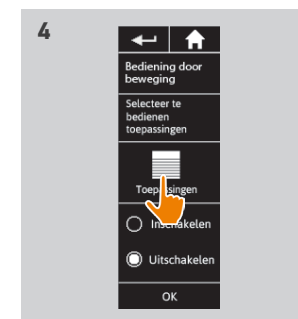 4
Bediening door
beweging
Selecteer te
bedienen
toepassingen
Toepassingen
Inschakelen
Uitschakelen
OK